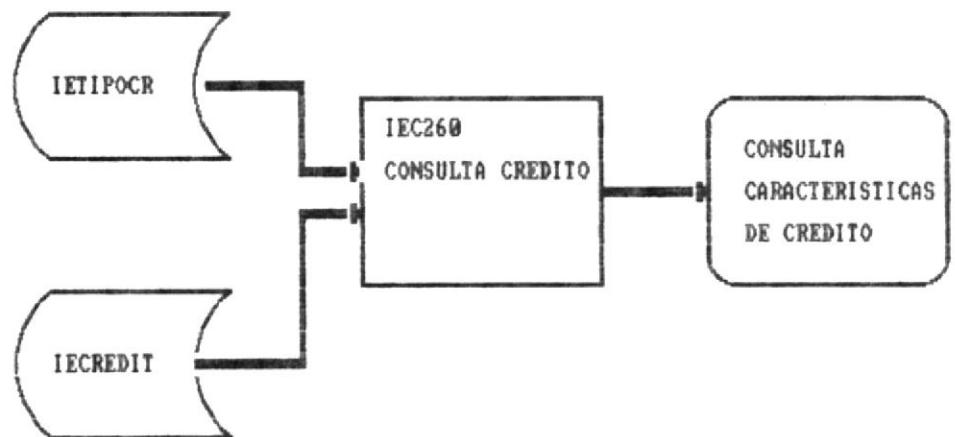 IETIPOCR
IEC260
CONSULTA CREDITO
CONSULTA
CARACTERISTICAS
DE CREDITO
IECREDIT